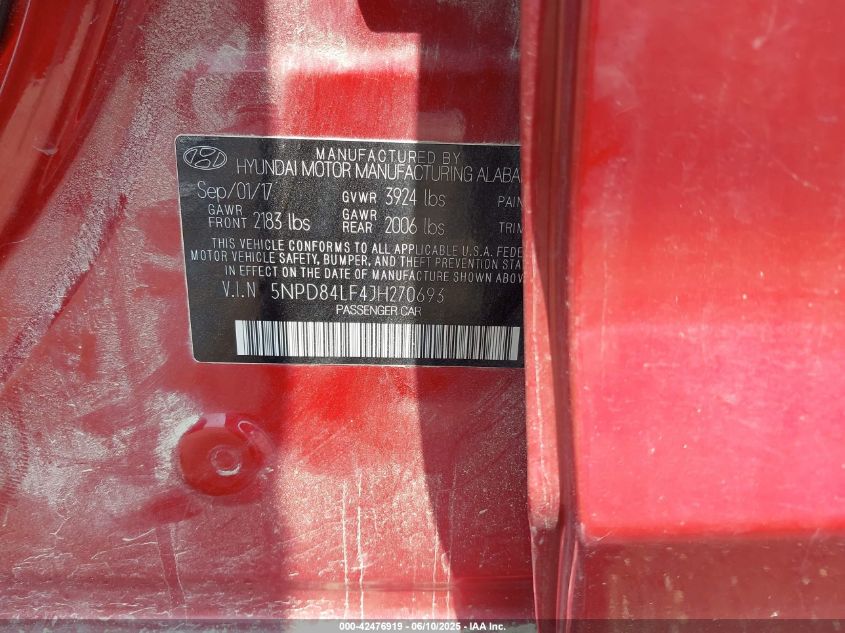 MANUFACTURED BY
HYUNDAI MOTOR MANUFACTURING ALABA
Sep/01/17 GVWR 3924 lbs PAIN
GAWR FRONT 2183 lbs GAWR REAR 2006 lbs TRIM
THIS VEHICLE CONFORMS TO ALL APPLICABLE U.S.A. FEDE
MOTOR VEHICLE SAFETY, BUMPER, AND THEFT PREVENTION STA
IN EFFECT ON THE DATE OF MANUFACTURE SHOWN ABOV
V.I.N 5NPD84LF4JH270693
PASSENGER CAR
000-42476919 - 06/10/2025 - IAA Inc.